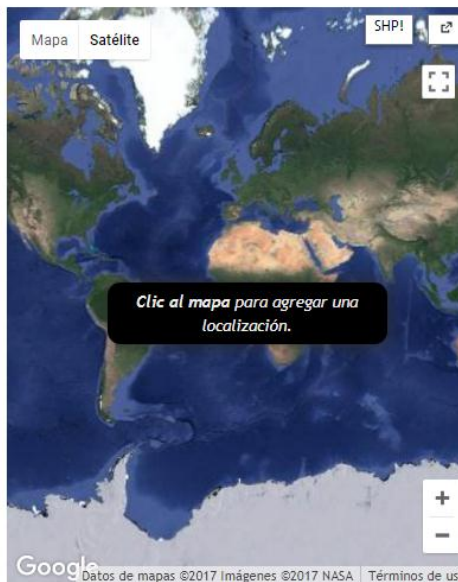 Mapa
Satélite
SHP!
Clic al mapa para agregar una
localización.
+
−
Google
Datos de mapas ©2017 Imágenes ©2017 NASA
Términos de us